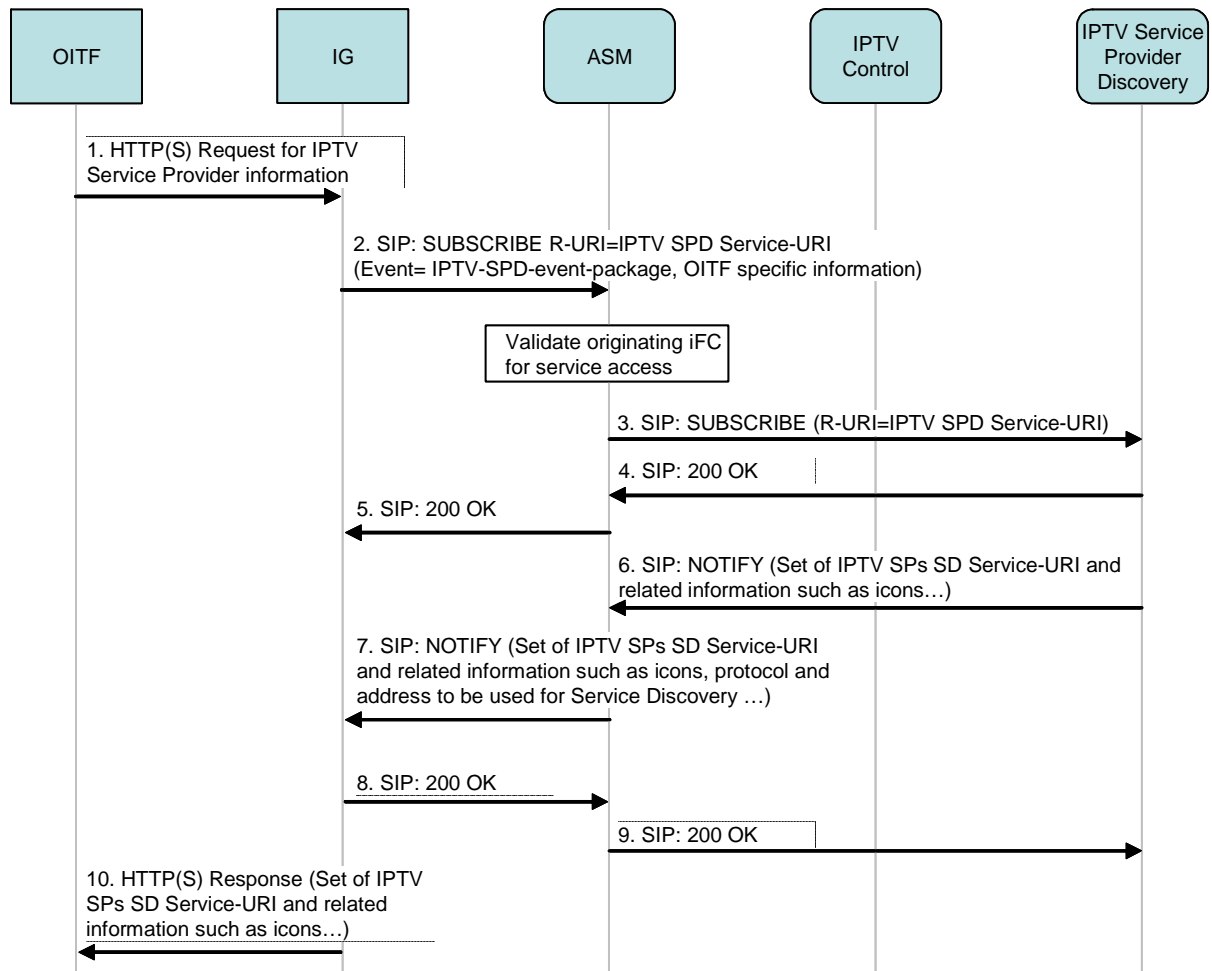 OITF
IG
ASM
IPTV
Control
IPTV Service
Provider
Discovery
1. HTTP(S) Request for IPTV
Service Provider information
2. SIP: SUBSCRIBE R-URI=IPTV SPD Service-URI
(Event= IPTV-SPD-event-package, OITF specific information)
Validate originating iFC
for service access
3. SIP: SUBSCRIBE (R-URI=IPTV SPD Service-URI)
4. SIP: 200 OK
5. SIP: 200 OK
6. SIP: NOTIFY (Set of IPTV SPs SD Service-URI and
related information such as icons…)
7. SIP: NOTIFY (Set of IPTV SPs SD Service-URI
and related information such as icons, protocol and
address to be used for Service Discovery …)
8. SIP: 200 OK
9. SIP: 200 OK
10. HTTP(S) Response (Set of IPTV
SPs SD Service-URI and related
information such as icons…)